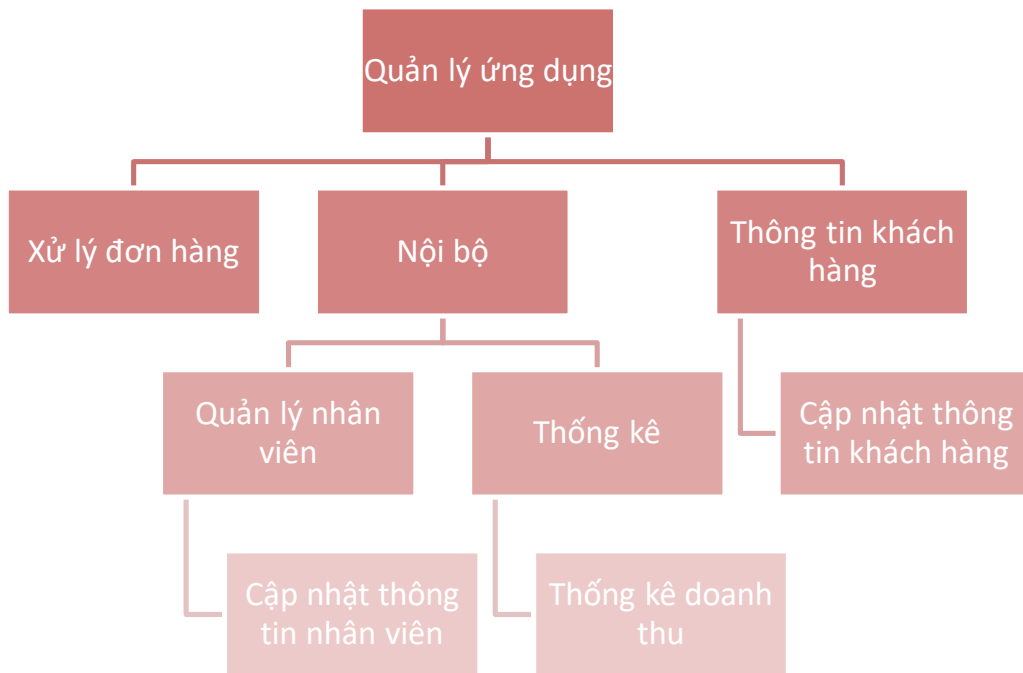 Quản lý ứng dụng
Xử lý đơn hàng
Nội bộ
Thông tin khách
hàng
Quản lý nhân
viên
Thống kê
Cập nhật thông
tin khách hàng
Cập nhật thông
tin nhân viên
Thống kê doanh
thu